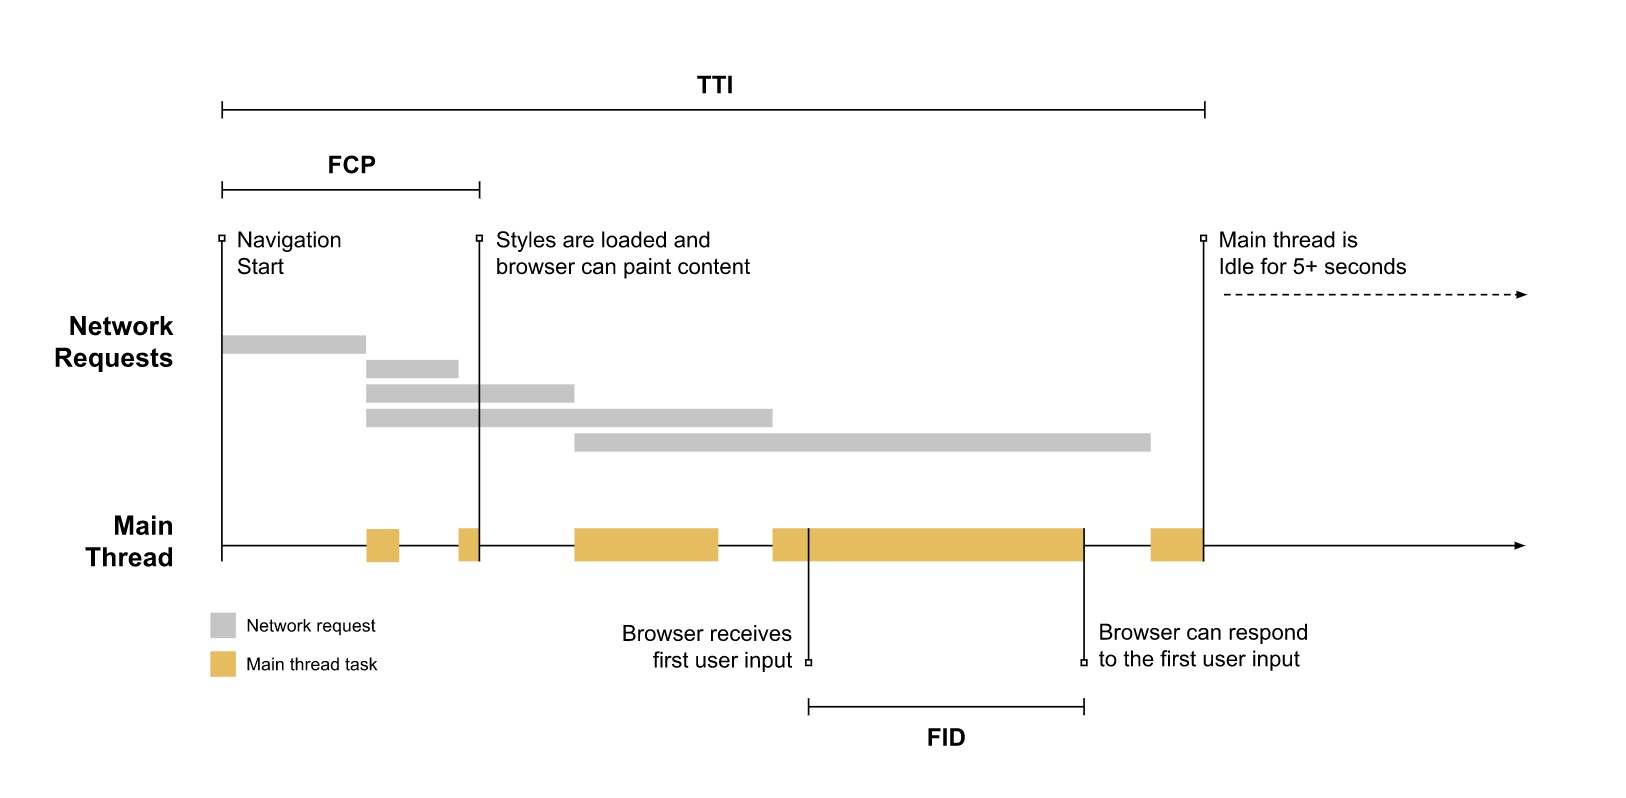 TTI
FCP
Navigation
Start
Styles are loaded and
browser can paint content
Main thread is
Idle for 5+ seconds
Network
Requests
Main
Thread
Network request
Main thread task
Browser receives
first user input
Browser can respond
to the first user input
FID